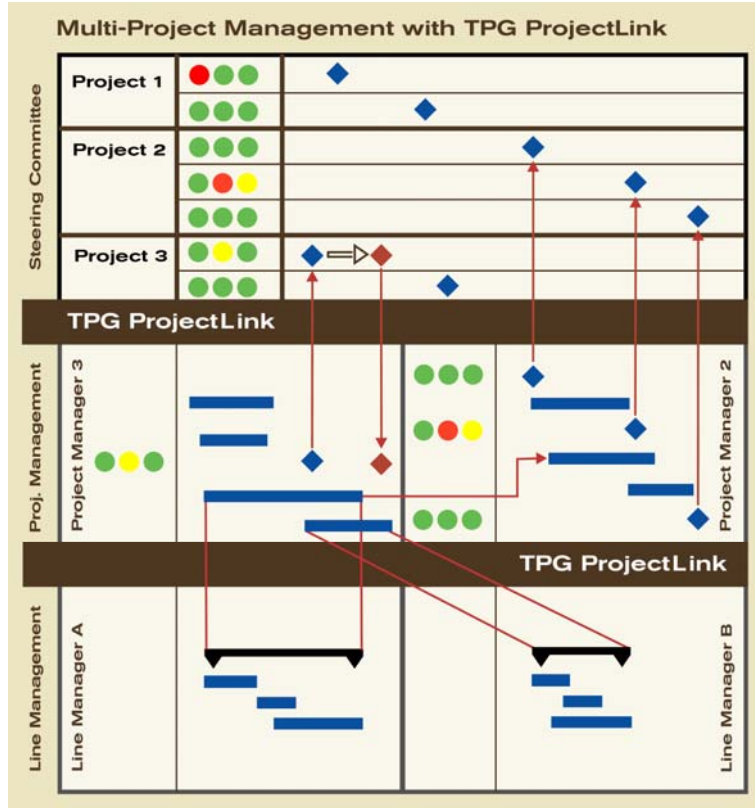 Multi-Project Management with TPG ProjectLink
Steering Committee
Project 1
Project 2
Project 3
TPG ProjectLink
Proj. Management
Project Manager 3
Project Manager 2
TPG ProjectLink
Line Management
Line Manager A
Line Manager B